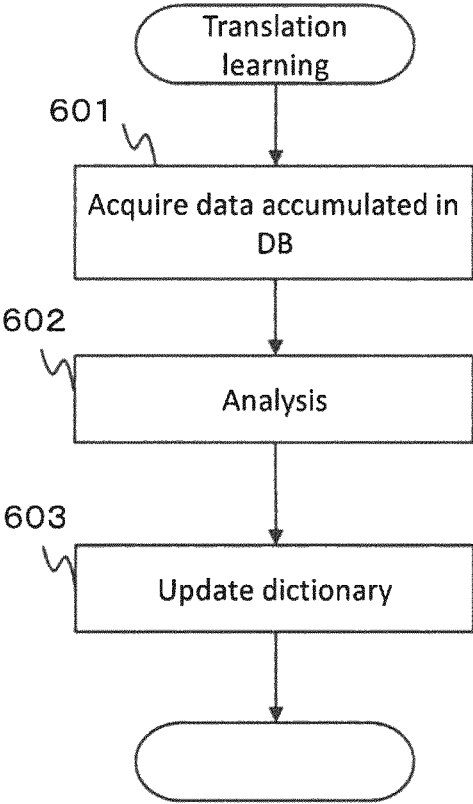 Translation
learning
601
Acquire data accumulated in
DB
602
Analysis
603
Update dictionary